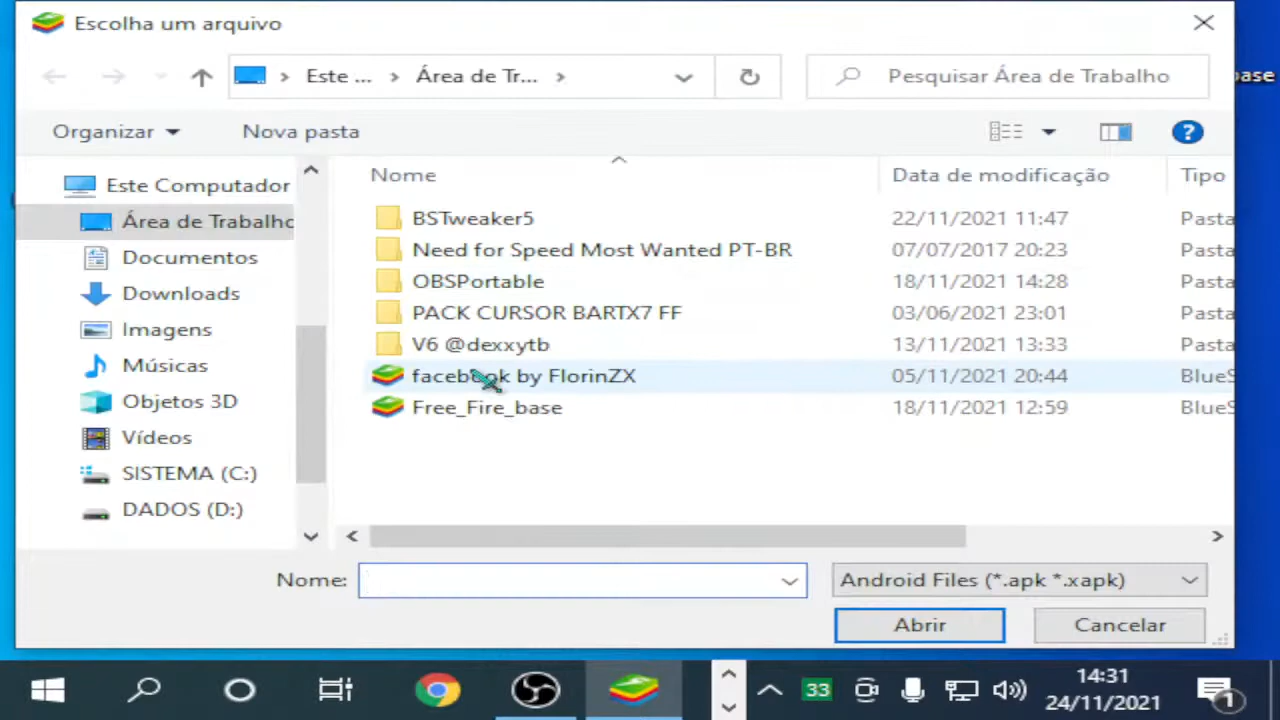 Escolha um arquivo
base
Este ... Área de Tr...
Pesquisar Área de Trabalho
Organizar
Nova pasta
Este Computador
Área de Trabalho
Documentos
Downloads
Imagens
Músicas
Objetos 3D
Vídeos
SISTEMA (C:)
DADOS (D:)
Nome Data de modificação Tipo
BSTweaker5 22/11/2021 11:47 Pasta
Need for Speed Most Wanted PT-BR 07/07/2017 20:23 Pasta
OBSPortable 18/11/2021 14:28 Pasta
PACK CURSOR BARTX7 FF 03/06/2021 23:01 Pasta
V6 @dexxytb 13/11/2021 13:33 Pasta
facebook by FlorinZX 05/11/2021 20:44 BlueS
Free_Fire_base 18/11/2021 12:59 BlueS
Nome:
Android Files (*.apk *.xapk)
Abrir
Cancelar
33
14:31
24/11/2021
1